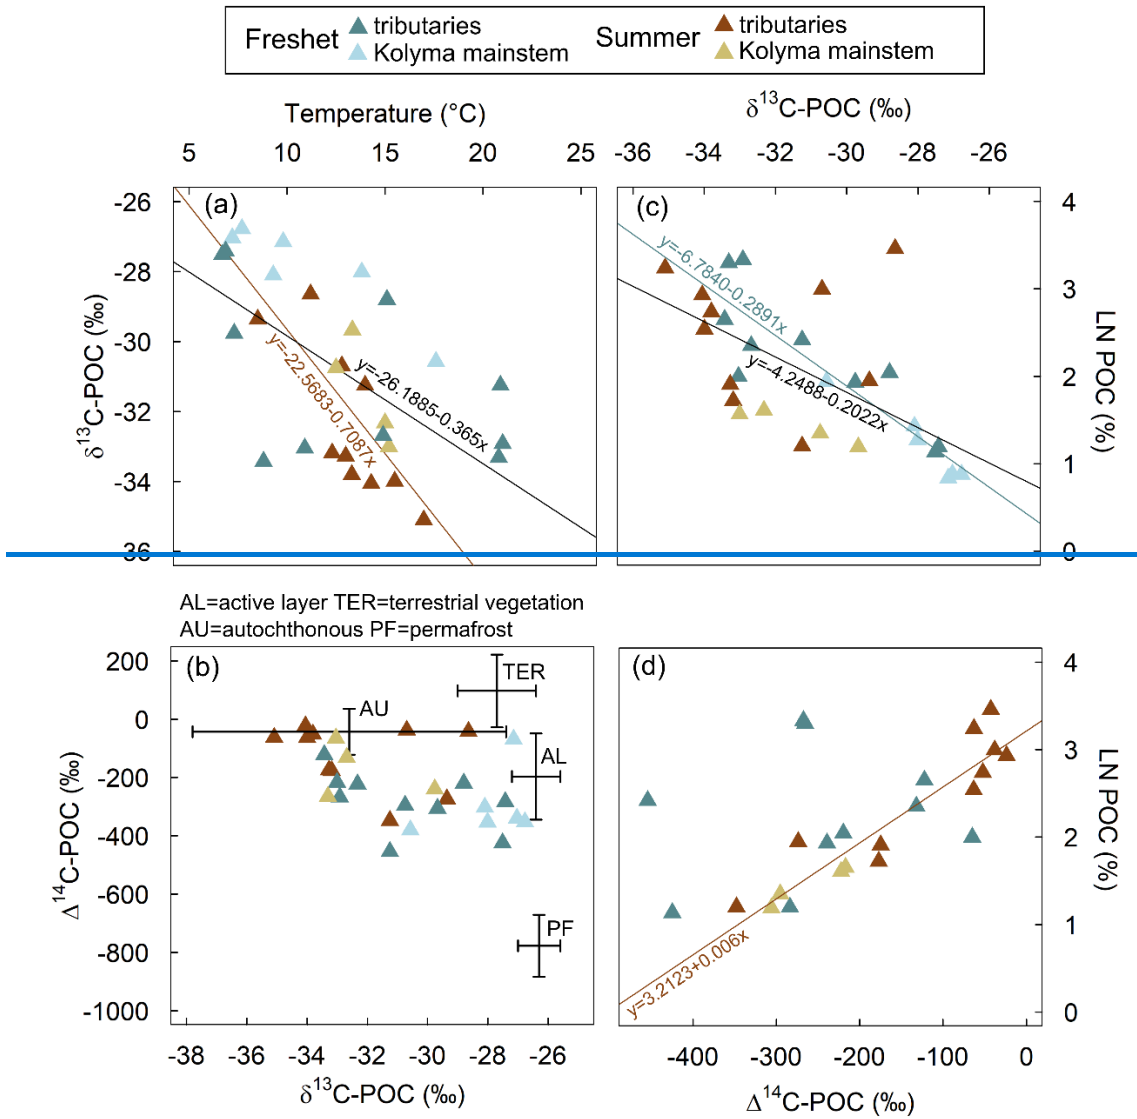 Freshet
tributaries
Kolyma mainstem
Summer
tributaries
Kolyma mainstem
Temperature (°C)
5 10 15 20 25
δ¹³C-POC (‰)
-36 -34 -32 -30 -28 -26
(a)
-26
-28
-30
-32
-34
-36
δ¹³C-POC (‰)
y=-22.5683-0.7087x
y=-26.1885-0.365x
(c)
y=-6.7840-0.2891x
y=-4.2488-0.2022x
4
3
2
1
0
LN POC (%)
AL=active layer TER=terrestrial vegetation
AU=autochthonous PF=permafrost
(b)
200
0
-200
-400
-600
-800
-1000
Δ¹⁴C-POC (‰)
TER
AU
AL
PF
-38 -36 -34 -32 -30 -28 -26 -24
δ¹³C-POC (‰)
(d)
y=3.2123+0.006x
4
3
2
1
0
LN POC (%)
-400 -300 -200 -100 0
Δ¹⁴C-POC (‰)